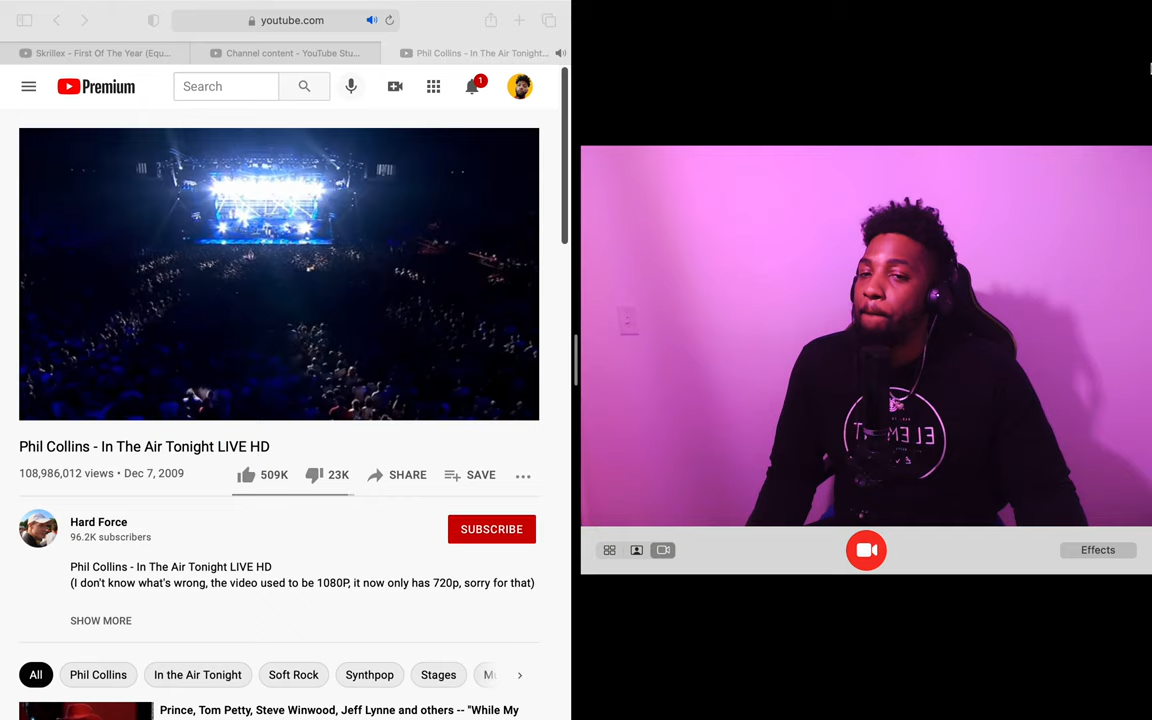 youtube.com
Skrillex - First Of The Year (Equ...
Channel content - YouTube Stu...
Phil Collins - In The Air Tonight...
Premium
Search
1
Phil Collins - In The Air Tonight LIVE HD
108,986,012 views • Dec 7, 2009
509K
23K
SHARE
SAVE
Hard Force
96.2K subscribers
SUBSCRIBE
Phil Collins - In The Air Tonight LIVE HD
(I don't know what's wrong, the video used to be 1080P, it now only has 720p, sorry for that)
SHOW MORE
All
Phil Collins
In the Air Tonight
Soft Rock
Synthpop
Stages
Prince, Tom Petty, Steve Winwood, Jeff Lynne and others -- "While My
Effects